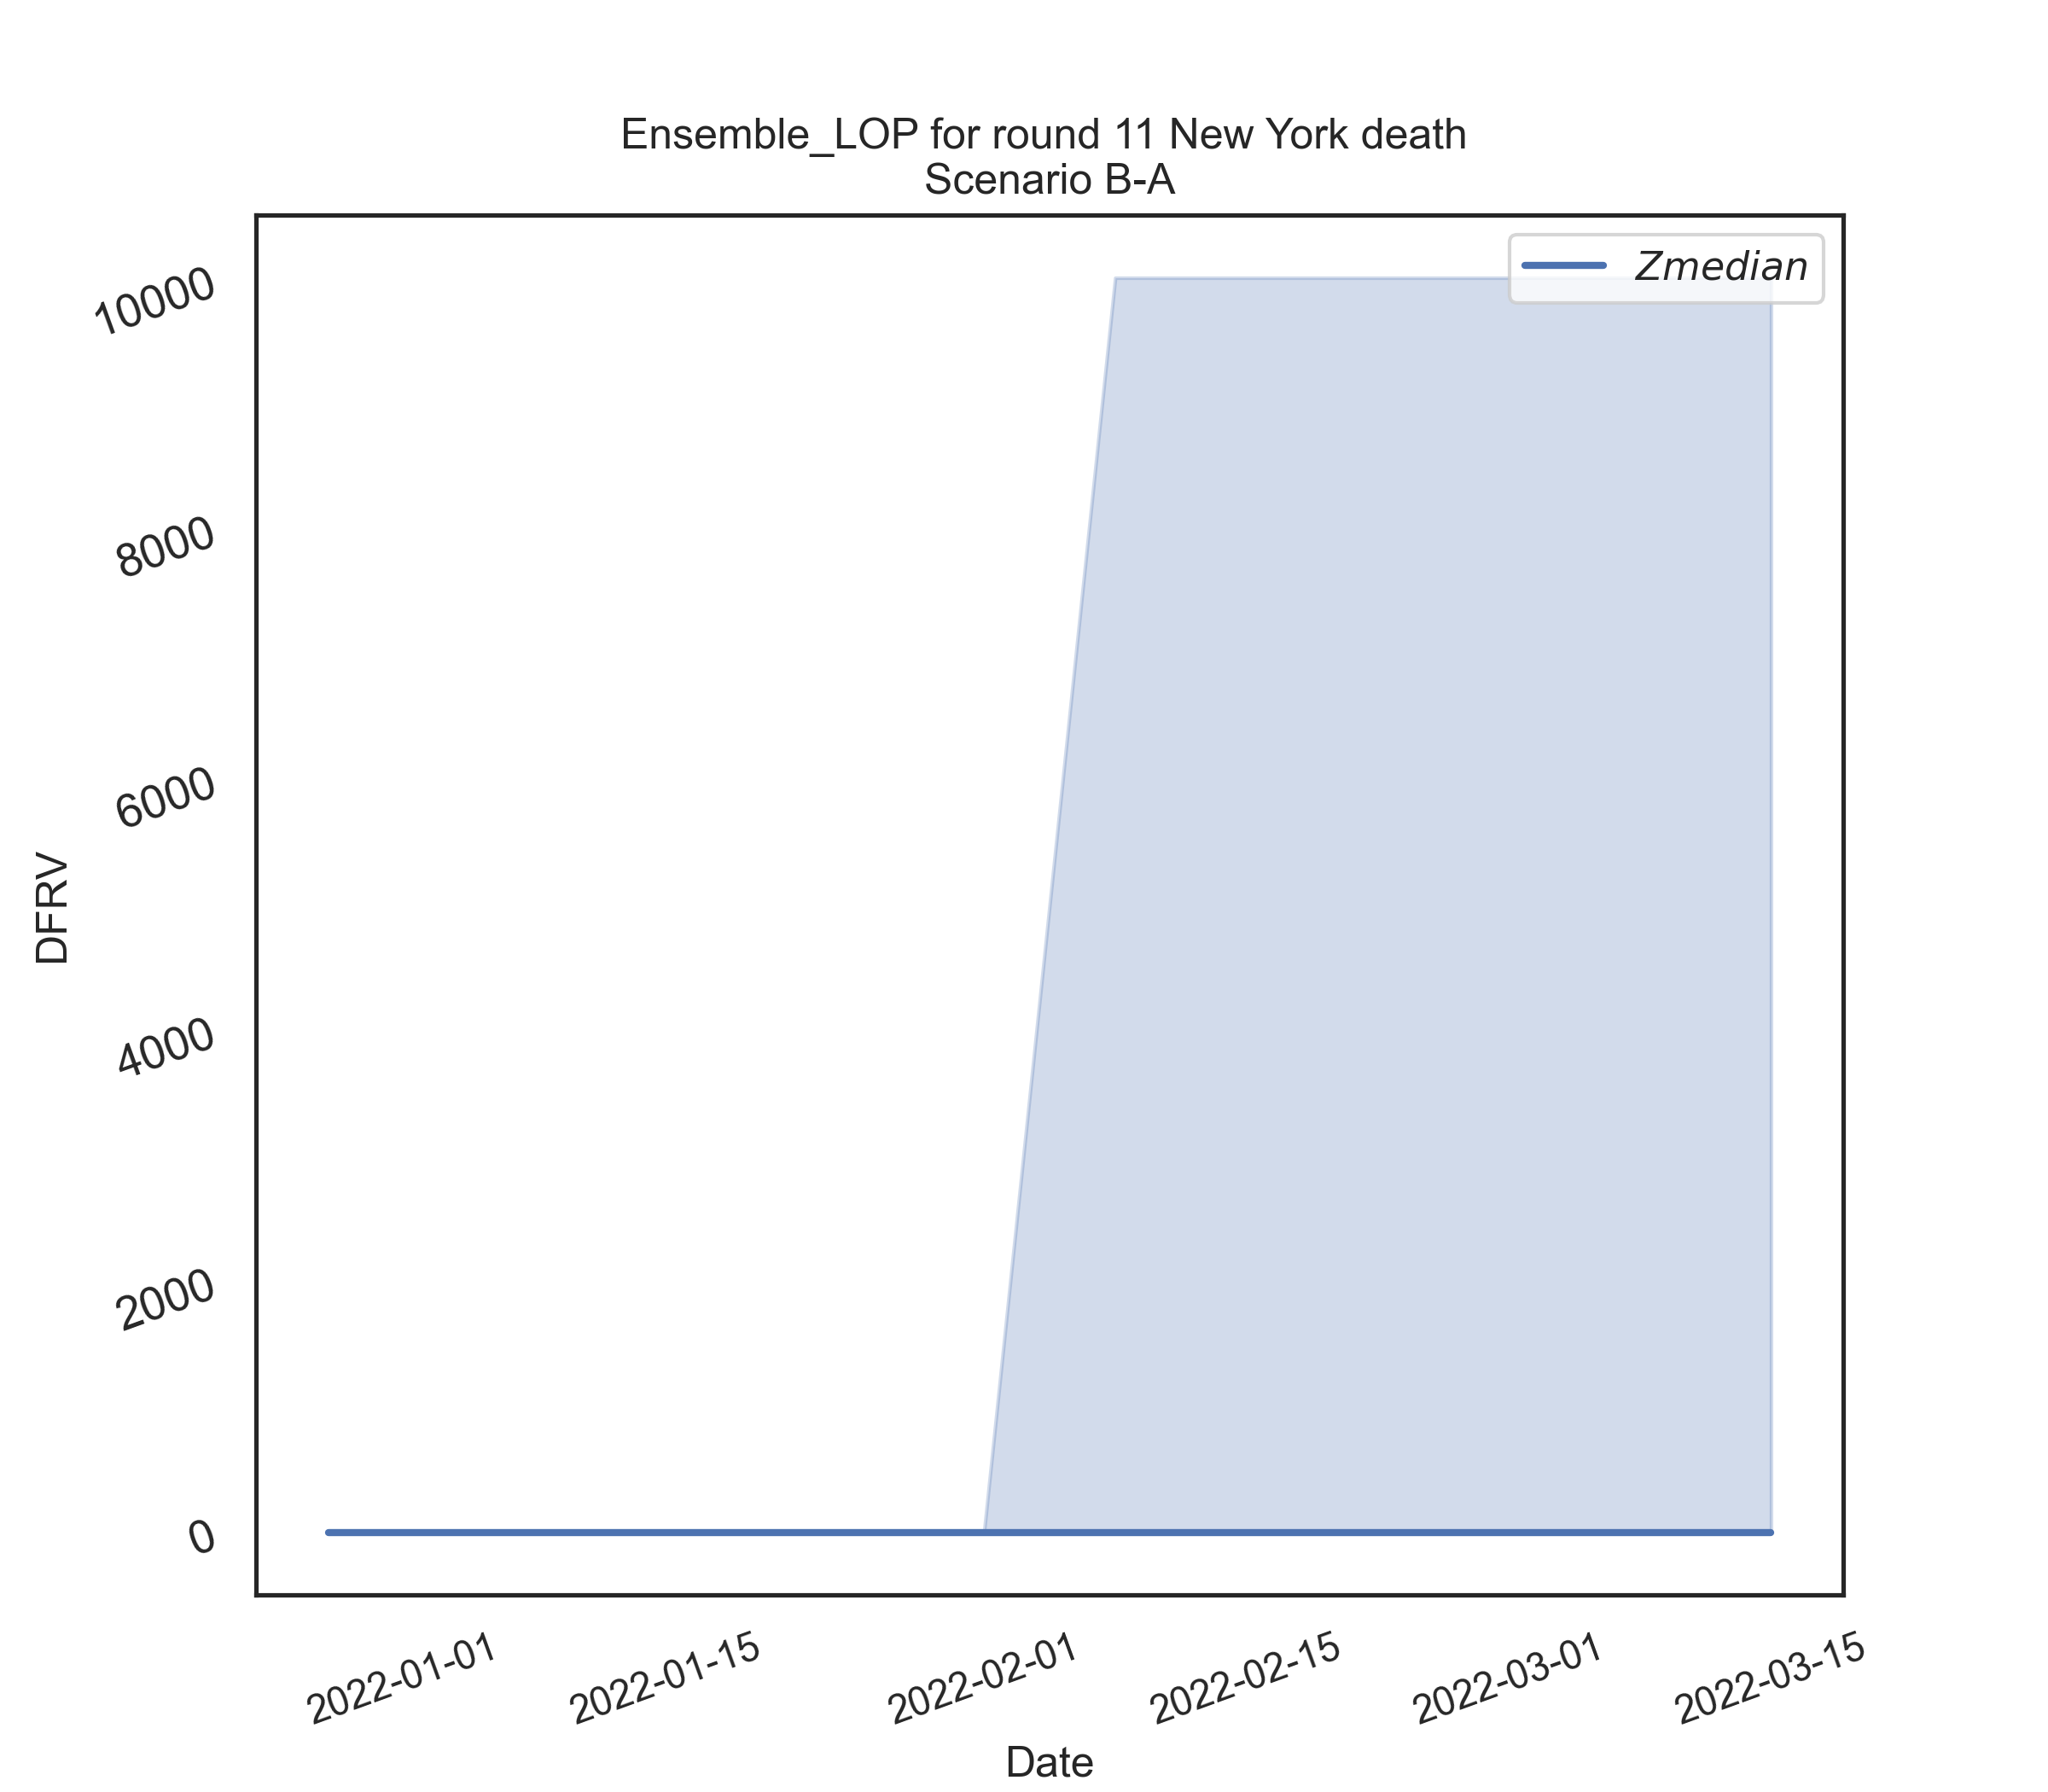 Ensemble_LOP for round 11 New York death
Scenario B-A
Zmedian
10000
8000
6000
4000
2000
0
DFRV
2022-01-01
2022-01-15
2022-02-01
2022-02-15
2022-03-01
2022-03-15
Date